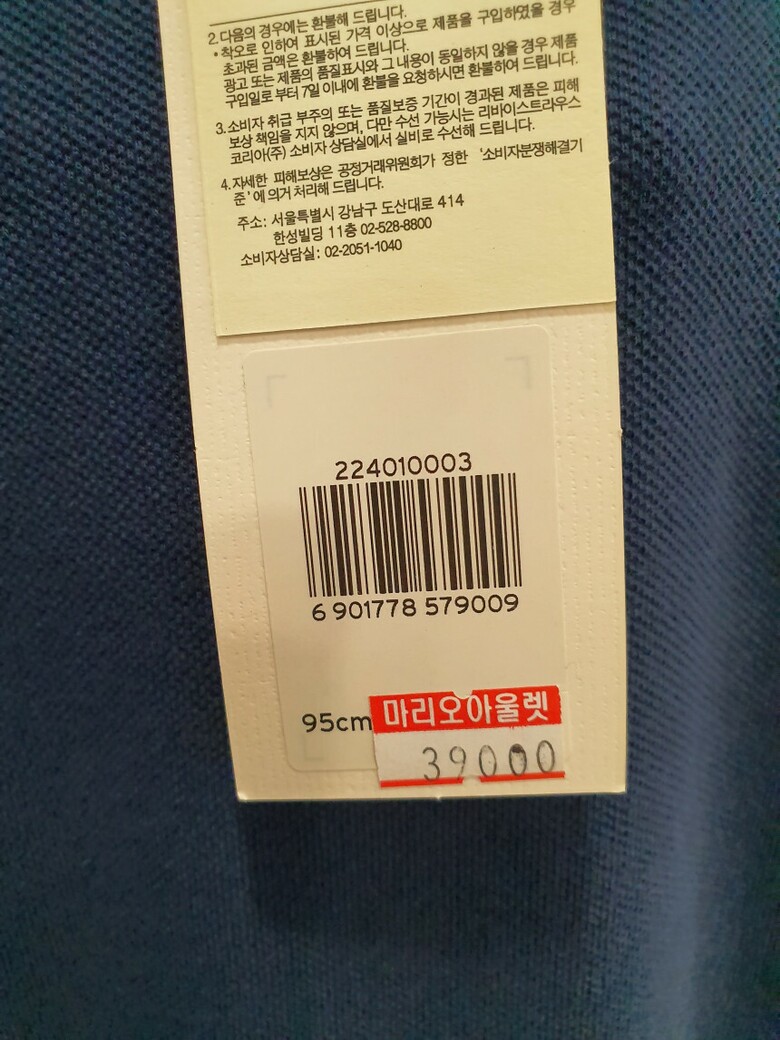 2.다음의 경우에는 환불해 드립니다.
• 착오로 인하여 표시된 가격 이상으로 제품을 구입하였을 경우
초과된 금액은 환불하여 드립니다.
광고 또는 제품의 품질표시와 그 내용이 동일하지 않을 경우 제품
구입일로 부터 7일 이내에 환불을 요청하시면 환불하여 드립니다.
3.소비자 취급 부주의 또는 품질보증 기간이 경과된 제품은 피해
보상 책임을 지지 않으며, 다만 수선 가능시는 리바이스트라우스
코리아(주) 소비자 상담실에서 실비로 수선해 드립니다.
4.자세한 피해보상은 공정거래위원회가 정한 '소비자분쟁해결기
준'에 의거 처리해 드립니다.
주소: 서울특별시 강남구 도산대로 414
한성빌딩 11층 02-528-8800
소비자상담실: 02-2051-1040
224010003
6 901778 579009
95cm
마리오아울렛
39000